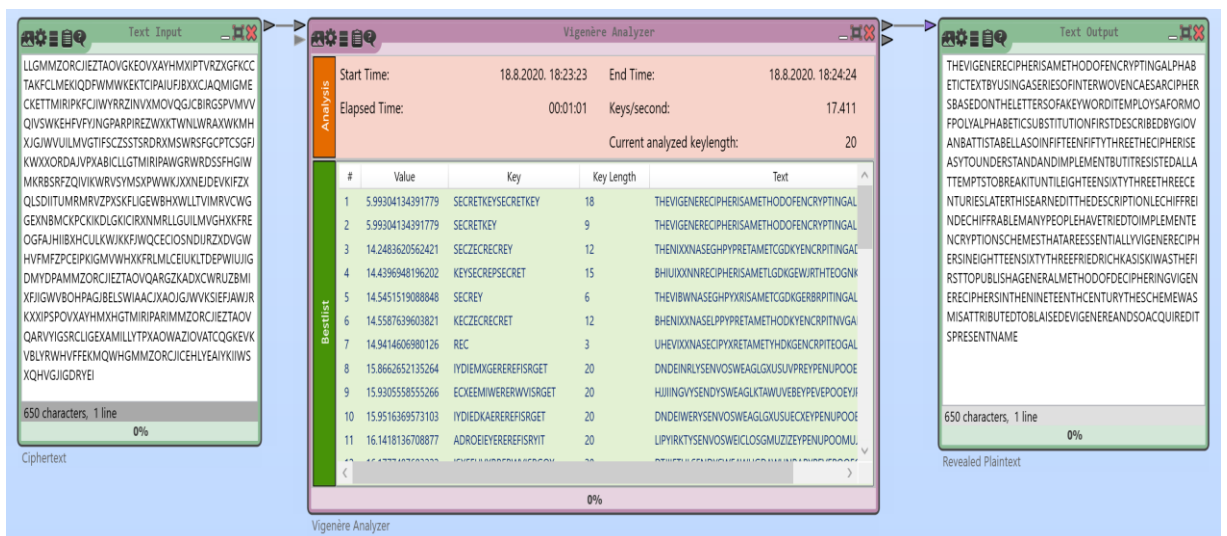 Text Input
LLGMMZORCJIEZTAOVGKEOVXAYHMXIPTVRZXGFKCC
TAKFCLMEKIQDFWMWKEKTCIPAIUFJBXXCJAQMIGME
CKETTMIRIPKFCJIWYRRZINVXMOVQGJCBIRGSPVMVV
QIVSWKEHFVFYJNGPARPIREZWXKTWNLWRAXWKMH
XJGJWVUILMVGTIFSCZSSTSRDRXMSWRSFGCPTCSGFJ
KWXXORDAJVPXABICLLGTMIRIPAWGRWRDSSFHGIW
MKRBSRFZQIVIKWRVSYMSXPWWKJXXNEJDEVKIFZX
QLSDIITUMRMRVZPXSKFLIGEWBHXWLLTVIMRVCWG
GEXNBMCKPCKIKDLGKICIRXNMRLLGUILMVGHXKFRE
OGFAJHIIBXHCULKWJKKFJWQCECIOSNDIJRZXDVGW
HVFMFZPCEIPKIGMVWHXKFRLMLCEIUKLTDEPWIUJIG
DMYDPAMMZORCJIEZTAOVQARGZKADXCWRUZBMI
XFJIGWVBOHPAGJBELSWIAACJXAOJGJWVKSIEFJAWJR
KXXIPSPOVXAYHMXHGTMIRIPARIMMZORCJIEZTAOV
QARVYIGSRCLIGEXAMILLYTPXAOWAZIOVATCQGKEVK
VBLYRWHVFFEKMQWHGMMZORCJICEHLYEAIYKIIWS
XQHVGJIGDRYEI
650 characters, 1 line
0%
Ciphertext
Vigenère Analyzer
Analysis
Start Time: 18.8.2020. 18:23:23 End Time: 18.8.2020. 18:24:24
Elapsed Time: 00:01:01 Keys/second: 17.411
Current analyzed keylength: 20
Bestlist
# Value Key Key Length Text
1 5.99304134391779 SECRETKEYSECRETKEY 18 THEVIGENERECIPHERISAMETHODOFENCRYPTINGAL
2 5.99304134391779 SECRETKEY 9 THEVIGENERECIPHERISAMETHODOFENCRYPTINGAL
3 14.2483620562421 SECZECRECREY 12 THENIXXNASEGHPYPRETAMETCGDKYENCRPITINGAD
4 14.4396948196202 KEYSECREPSECRET 15 BHIUIXXNNRECIPHERISAMETLGDKGEWJRTHTEOGNK
5 14.5451519088848 SECREY 6 THEVIBWNASEGHPYXRISAMETCGDKGERBRPITINGAL
6 14.5587639603821 KECZECRECRET 12 BHENIXXNASELPPYPRETAMETHODKYENCRPITNVGA
7 14.9414606980126 REC 3 UHEVIXXNASECIPYXRETAMETYHDKGENCRPITEOGAL
8 15.8662652135264 IYDIEMXGEREREFISRGET 20 DNDEINRLYSENVOSWEAGLGXUSUVPREYPENUPOOE
9 15.9305558555266 ECXEEMIWERERWVISRGET 20 HJIIINGVYSENDYSWEAGLKTAWUVEBEYPEVEPOOEYJF
10 15.9516369573103 IYDIEDKAEREREFISRGET 20 DNDEIWERYSENVOSWEAGLGXUSUECXEYPENUPOOE
11 16.1418136708877 ADROEIEYEREREFISRYIT 20 LIPYIRKTYSENVOSWEICLOSGMUZIZEYPENUPOOMU.
0%
Vigenère Analyzer
Text Output
THEVIGENERECIPHERISAMETHODOFENCRYPTINGALPHAB
ETICTEXTBYUSINGASERIESOFINTERWOVENCAESARCIPHER
SBASEDONTHELETTERSOFAKEYWORDITEMPLOYSAFORMO
FPOLYALPHABETICSUBSTITUTIONFIRSTDESCRIBEDBYGIOV
ANBATTISTABELLASOINFIFTEENFIFTYTHREETHECIPHERISE
ASYTOUNDERSTANDANDIMPLEMENTBUTITRESISTEDALLA
TTEMPTSTOBREAKITUNTILEIGHTEENSIXTYTHREETHREECE
NTURIESLATERTHISEARNEDITTHEDESCRIPTIONLECHIFFREI
NDECHIFFRABLEMANYPEOPLEHAVETRIEDTOIMPLEMENTE
NCRYPTIONSCHEMESTHATAREESSENTIALLYVIGENERECIPH
ERSINEIGHTTEENSIXTYTHREEFRIEDRICHKASISKIWASTHEFI
RSTTOPUBLISHAGENERALMETHODOFDECIPHERINGVIGEN
ERECIPHERSINTHENINETEENTHCENTURYTHESCHEMEWAS
MISATTRIBUTEDTOBLAISEDEVIGENEREANDSOACQUIREDIT
SPRESENTNAME
650 characters, 1 line
0%
Revealed Plaintext